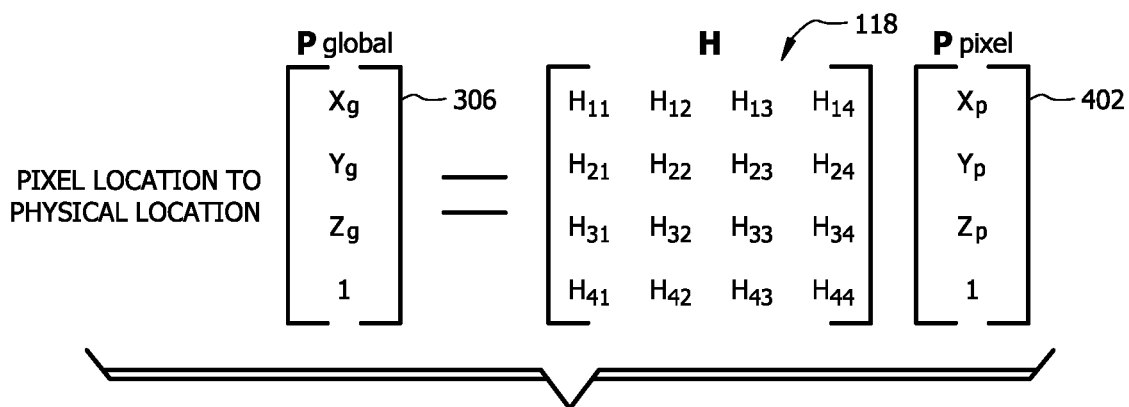 118
P global H P pixel
Xg 306 H11 H12 H13 H14 Xp 402
PIXEL LOCATION TO Yg = H21 H22 H23 H24 Yp
PHYSICAL LOCATION Zg H31 H32 H33 H34 Zp
1 H41 H42 H43 H44 1